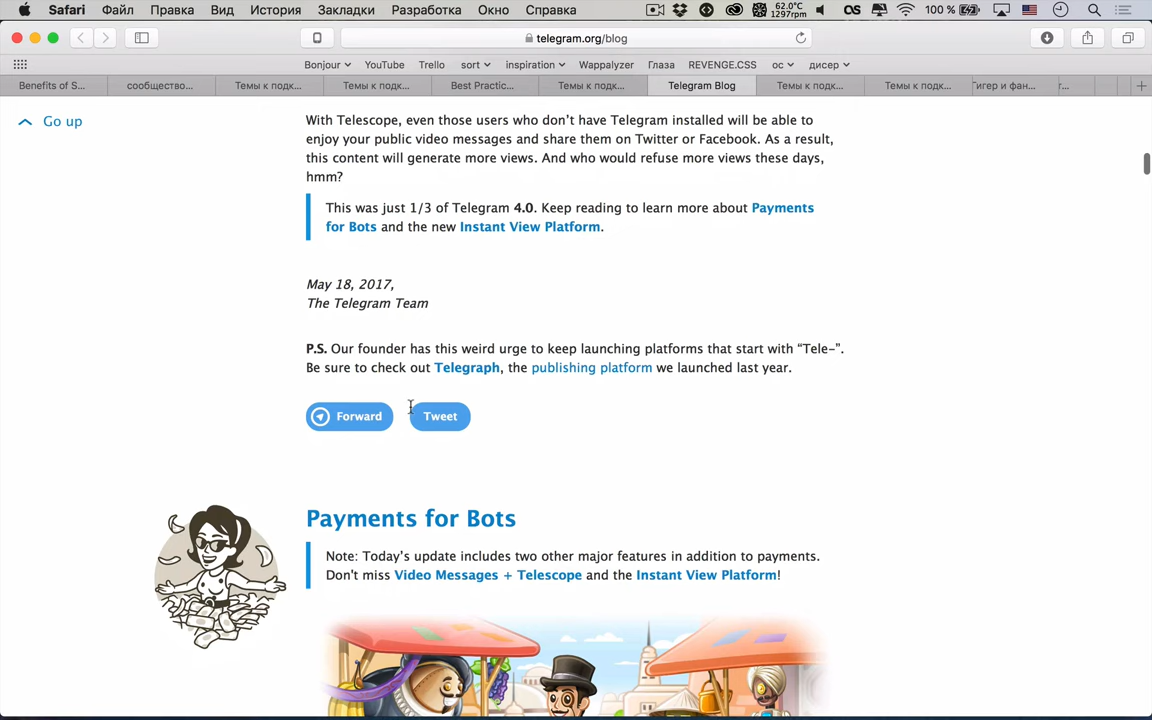 Safari Файл Правка Вид История Закладки Разработка Окно Справка 62.0°C 1297rpm 100 %
telegram.org/blog
Bonjour YouTube Trello sort inspiration Wappalyzer Глаза REVENGE.CSS ос дисер
Benefits of S... сообщество... Темы к подк... Темы к подк... Best Practic... Темы к подк... Telegram Blog Темы к подк... Темы к подк... Гигер и фан...
Go up
With Telescope, even those users who don’t have Telegram installed will be able to
enjoy your public video messages and share them on Twitter or Facebook. As a result,
this content will generate more views. And who would refuse more views these days,
hmm?
This was just 1/3 of Telegram 4.0. Keep reading to learn more about Payments
for Bots and the new Instant View Platform.
May 18, 2017,
The Telegram Team
P.S. Our founder has this weird urge to keep launching platforms that start with “Tele-”.
Be sure to check out Telegraph, the publishing platform we launched last year.
Forward Tweet
Payments for Bots
Note: Today’s update includes two other major features in addition to payments.
Don't miss Video Messages + Telescope and the Instant View Platform!